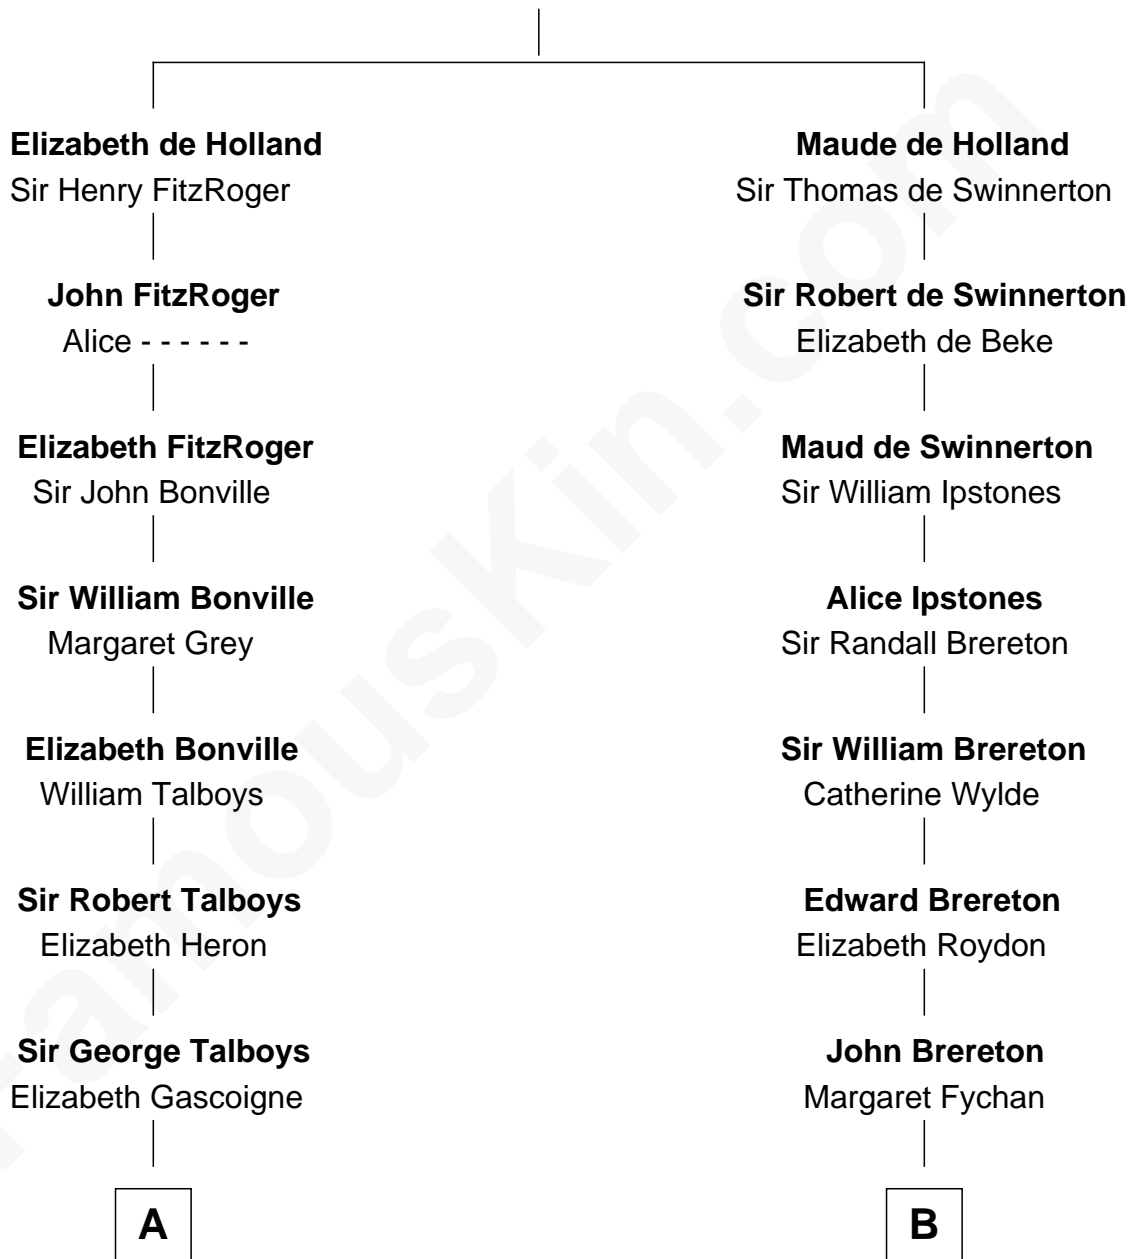 Elizabeth de Holland
Sir Henry FitzRoger
John FitzRoger
Alice - - - - - -
Elizabeth FitzRoger
Sir John Bonville
Sir William Bonville
Margaret Grey
Elizabeth Bonville
William Talboys
Sir Robert Talboys
Elizabeth Heron
Sir George Talboys
Elizabeth Gascoigne
A
Maude de Holland
Sir Thomas de Swinnerton
Sir Robert de Swinnerton
Elizabeth de Beke
Maud de Swinnerton
Sir William Ipstones
Alice Ipstones
Sir Randall Brereton
Sir William Brereton
Catherine Wylde
Edward Brereton
Elizabeth Roydon
John Brereton
Margaret Fychan
B
FamousKin.com